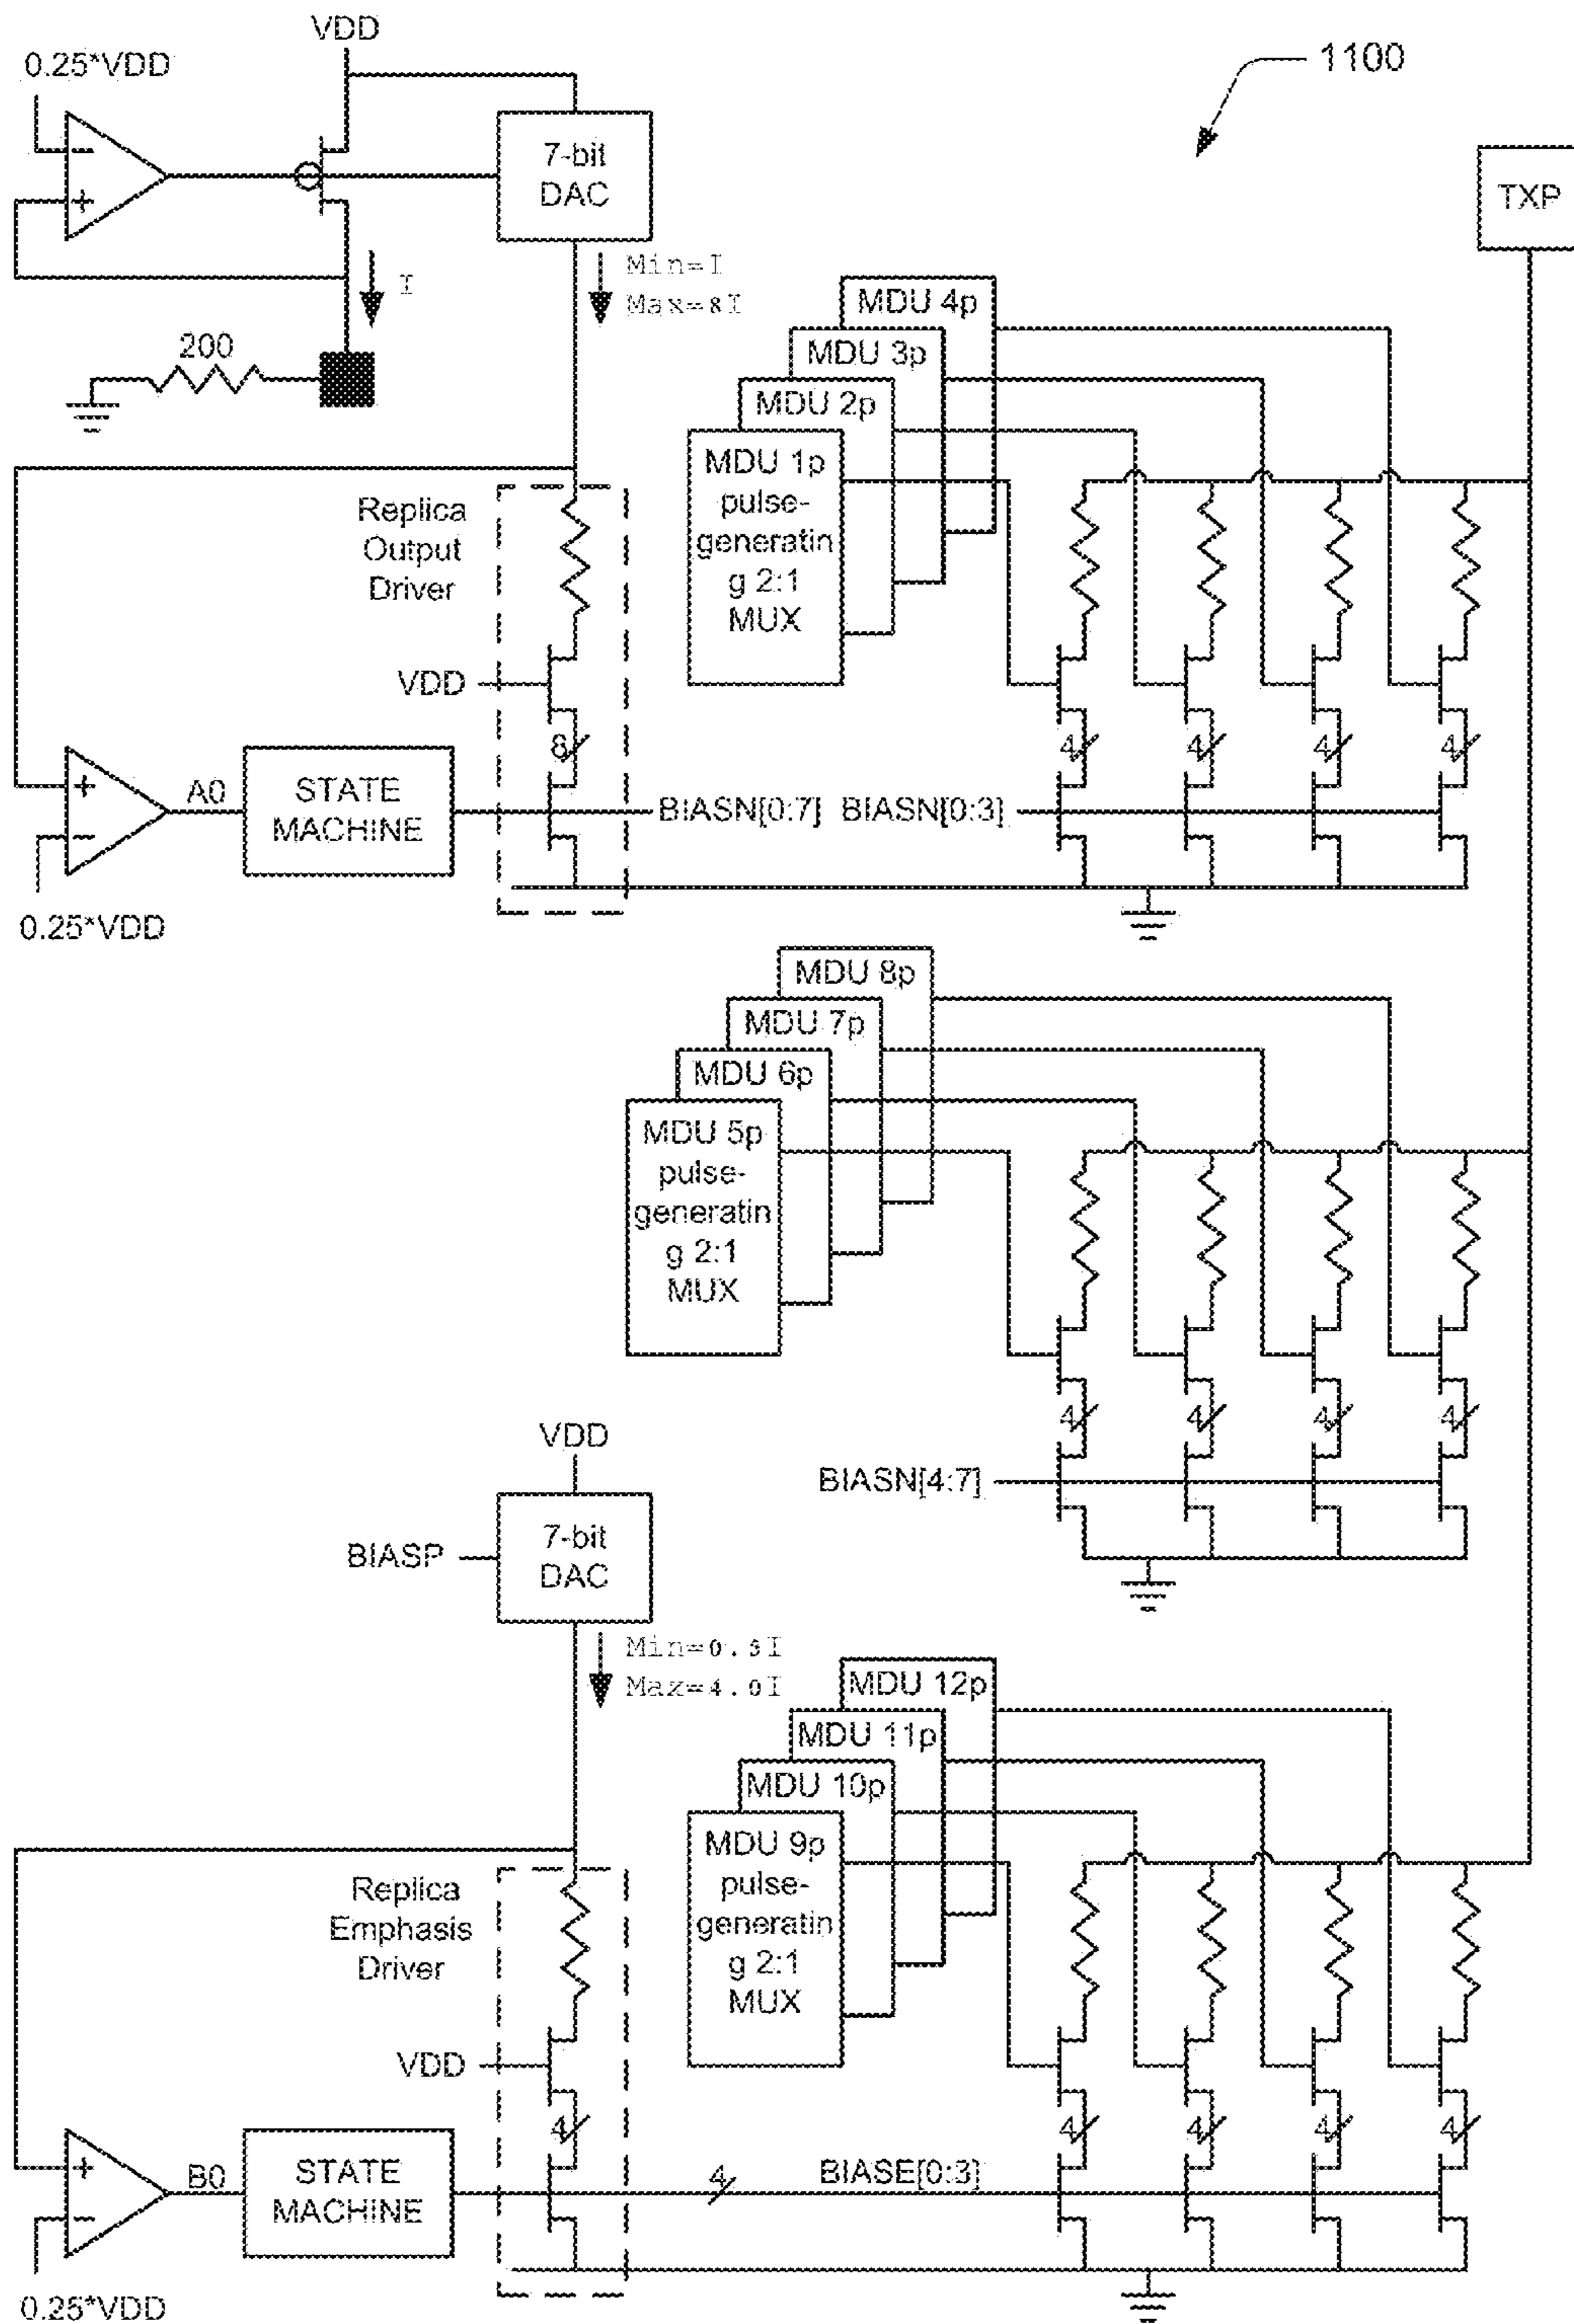 VDD
0.25*VDD
1100
7-bit
DAC
TXP
I
Min=I
Max=8I
200
MDU 4p
MDU 3p
MDU 2p
MDU 1p
pulse-
generatin
g 2:1
MUX
Replica
Output
Driver
VDD
8
4
4
4
4
A0
STATE
MACHINE
BIASN[0:7]
BIASN[0:3]
0.25*VDD
MDU 8p
MDU 7p
MDU 6p
MDU 5p
pulse-
generatin
g 2:1
MUX
4
4
4
4
BIASN[4:7]
VDD
BIASP
7-bit
DAC
Min=0.5I
Max=4.0I
MDU 12p
MDU 11p
MDU 10p
MDU 9p
pulse-
generatin
g 2:1
MUX
Replica
Emphasis
Driver
VDD
4
4
4
4
4
B0
STATE
MACHINE
4
BIASE[0:3]
0.25*VDD